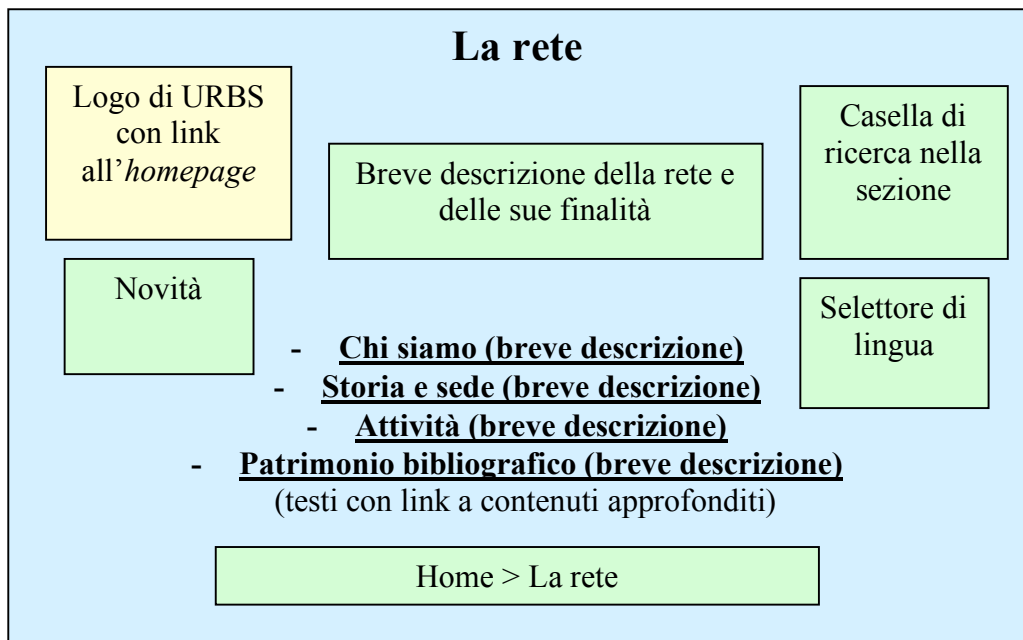 La rete
Logo di URBS
con link
all’homepage
Breve descrizione della rete e
delle sue finalità
Casella di
ricerca nella
sezione
Novità
Selettore di
lingua
- Chi siamo (breve descrizione)
- Storia e sede (breve descrizione)
- Attività (breve descrizione)
- Patrimonio bibliografico (breve descrizione)
(testi con link a contenuti approfonditi)
Home > La rete